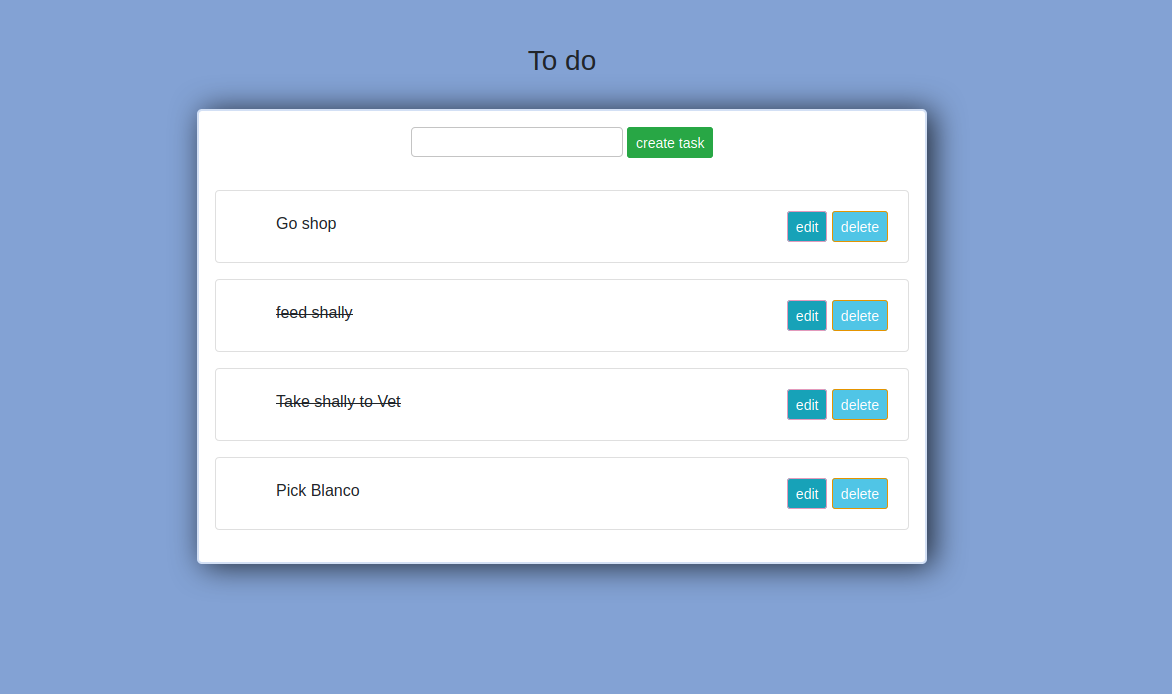 To do
create task
Go shop edit delete
feed shally edit delete
Take shally to Vet edit delete
Pick Blanco edit delete